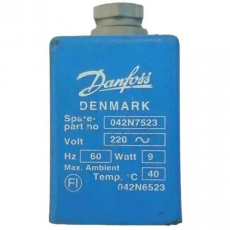 Danfoss
DENMARK
Spare-
part no 042N7523
Volt 220 ~
Hz 60 Watt 9
Max. Ambient
Temp. °C 40
FI 042N6523